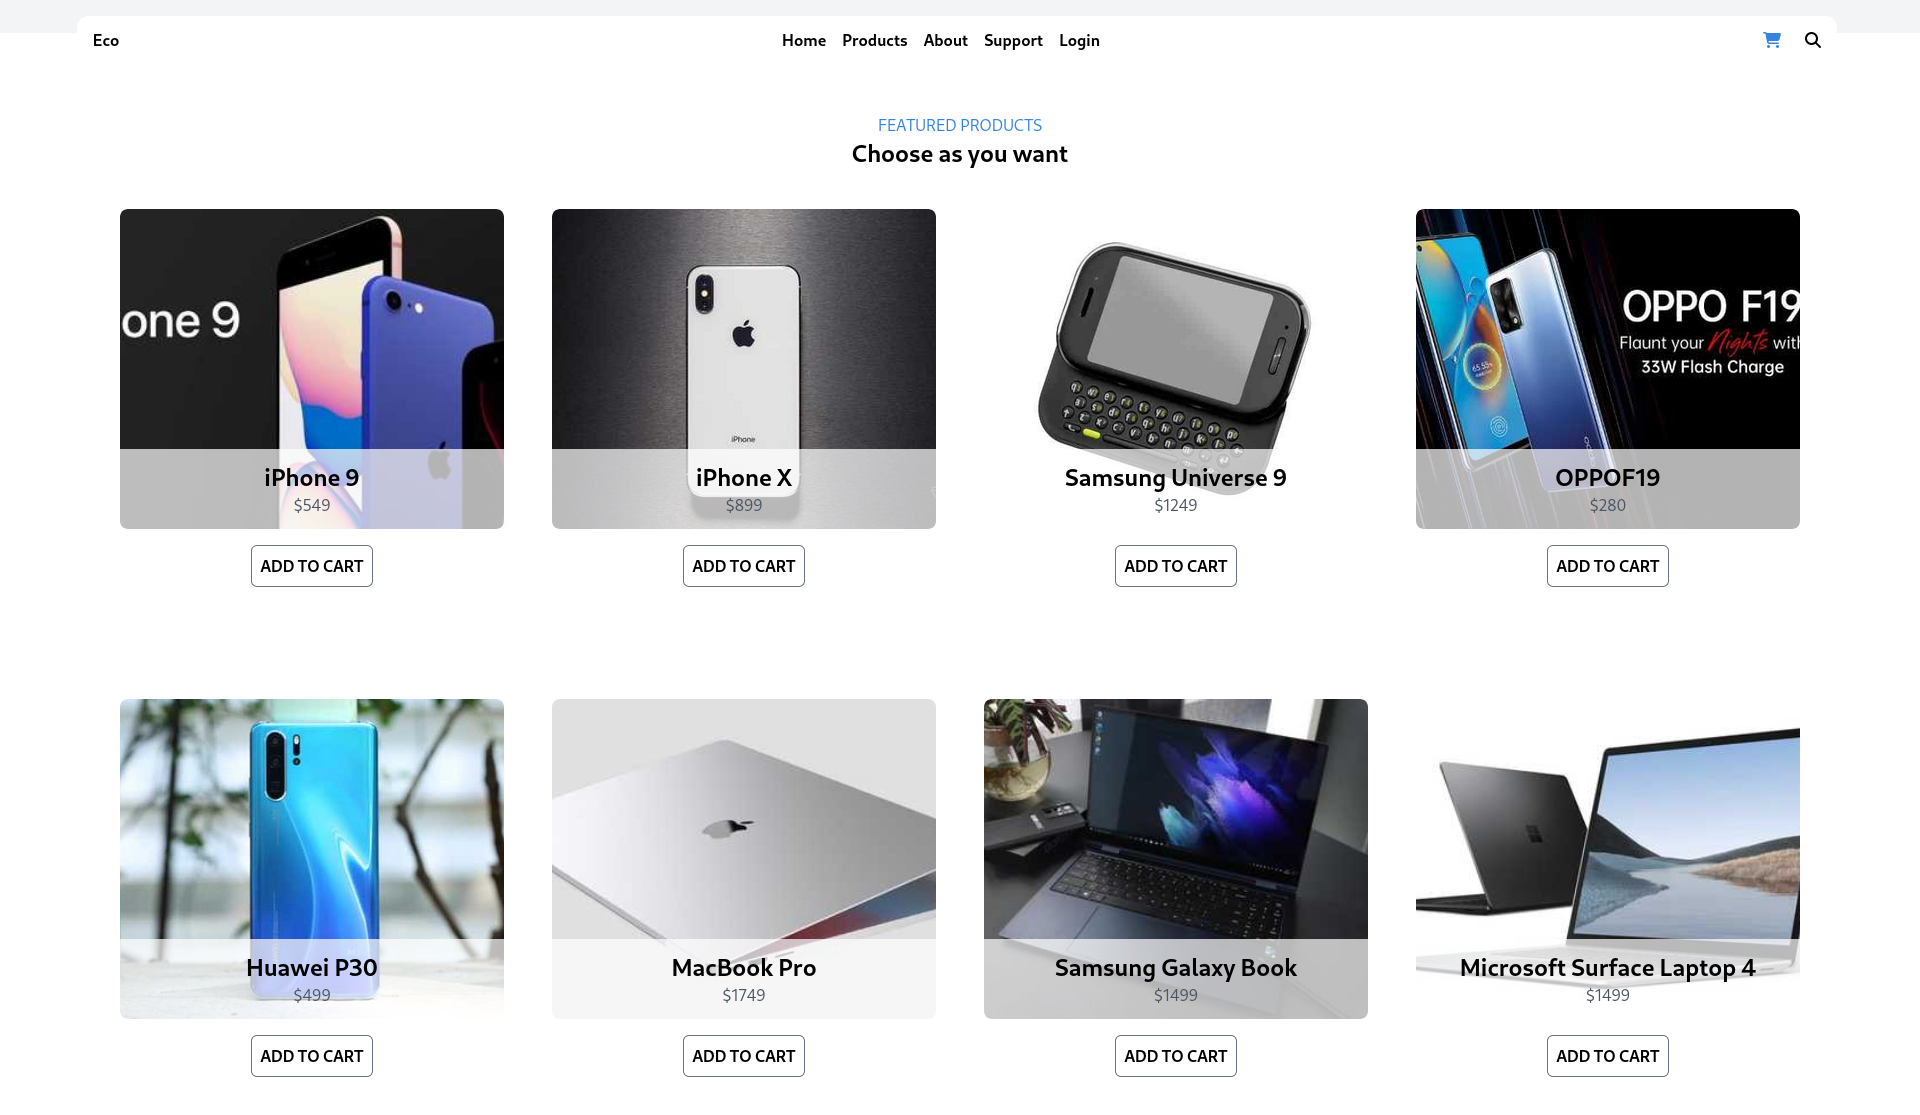 Eco
Home
Products
About
Support
Login
FEATURED PRODUCTS
Choose as you want
one 9
iPhone 9
$549
ADD TO CART
iPhone
iPhone X
$899
ADD TO CART
Samsung Universe 9
$1249
ADD TO CART
OPPO F19
Flaunt your Nights with
33W Flash Charge
OPPOF19
$280
ADD TO CART
Huawei P30
$499
ADD TO CART
MacBook Pro
$1749
ADD TO CART
Samsung Galaxy Book
$1499
ADD TO CART
Microsoft Surface Laptop 4
$1499
ADD TO CART